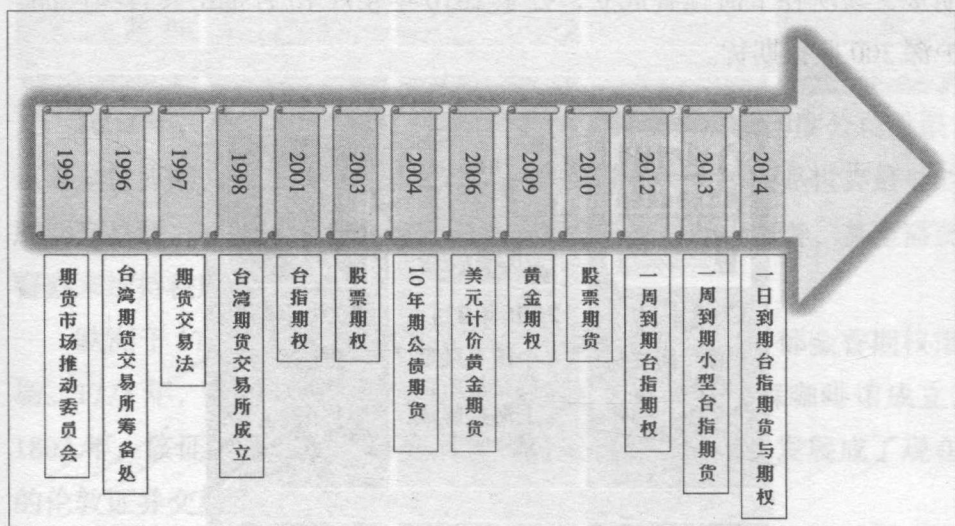 1995
期货市场推动委员会
1996
台湾期货交易所筹备处
1997
期货交易法
1998
台湾期货交易所成立
2001
台指期权
2003
股票期权
2004
10年期公债期货
2006
美元计价黄金期货
2009
黄金期权
2010
股票期货
2012
一周到期台指期权
2013
一周到期小型台指期货
2014
一日到期台指期货与期权